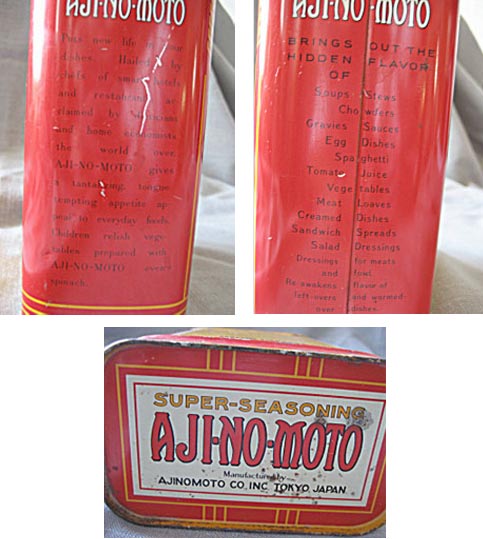 AJI-NO-MOTO
Puts new life in your
dishes. Hailed by
chefs of smart hotels
and restaurants, ac-
claimed by
and home economists
the world over,
AJI-NO-MOTO gives
a tantalizing, tongue
tempting appetite ap-
peal to everyday foods.
Children relish vege-
tables prepared with
AJI-NO-MOTO even
spinach.
AJI-NO-MOTO
BRINGS OUT THE
HIDDEN FLAVOR
OF
Soups Stews
Chowders
Gravies Sauces
Egg Dishes
Spaghetti
Tomato Juice
Vegetables
Meat Loaves
Creamed Dishes
Sandwich Spreads
Salad Dressings
Dressings for meats
and fowl
Re-awakens flavor of
left-overs and warmed-
over dishes.
SUPER-SEASONING
AJI-NO-MOTO
Manufactured by
AJINOMOTO CO. INC. TOKYO, JAPAN